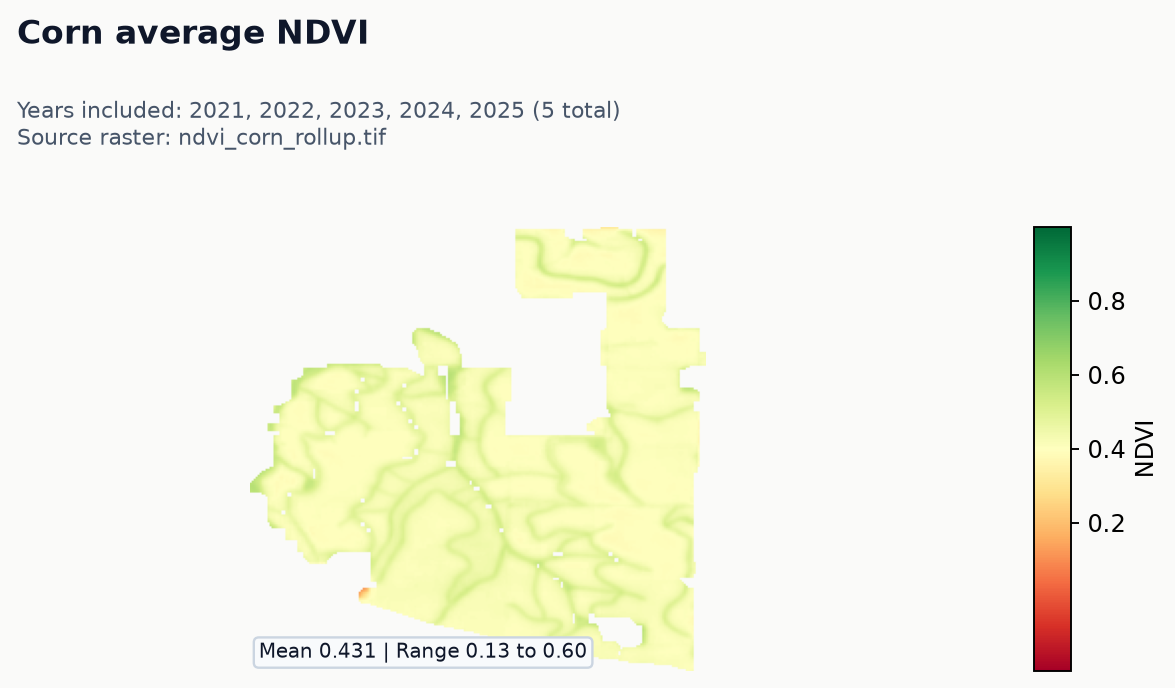 Corn average NDVI
Years included: 2021, 2022, 2023, 2024, 2025 (5 total)
Source raster: ndvi_corn_rollup.tif
0.8
0.6
0.4
0.2
NDVI
Mean 0.431 | Range 0.13 to 0.60